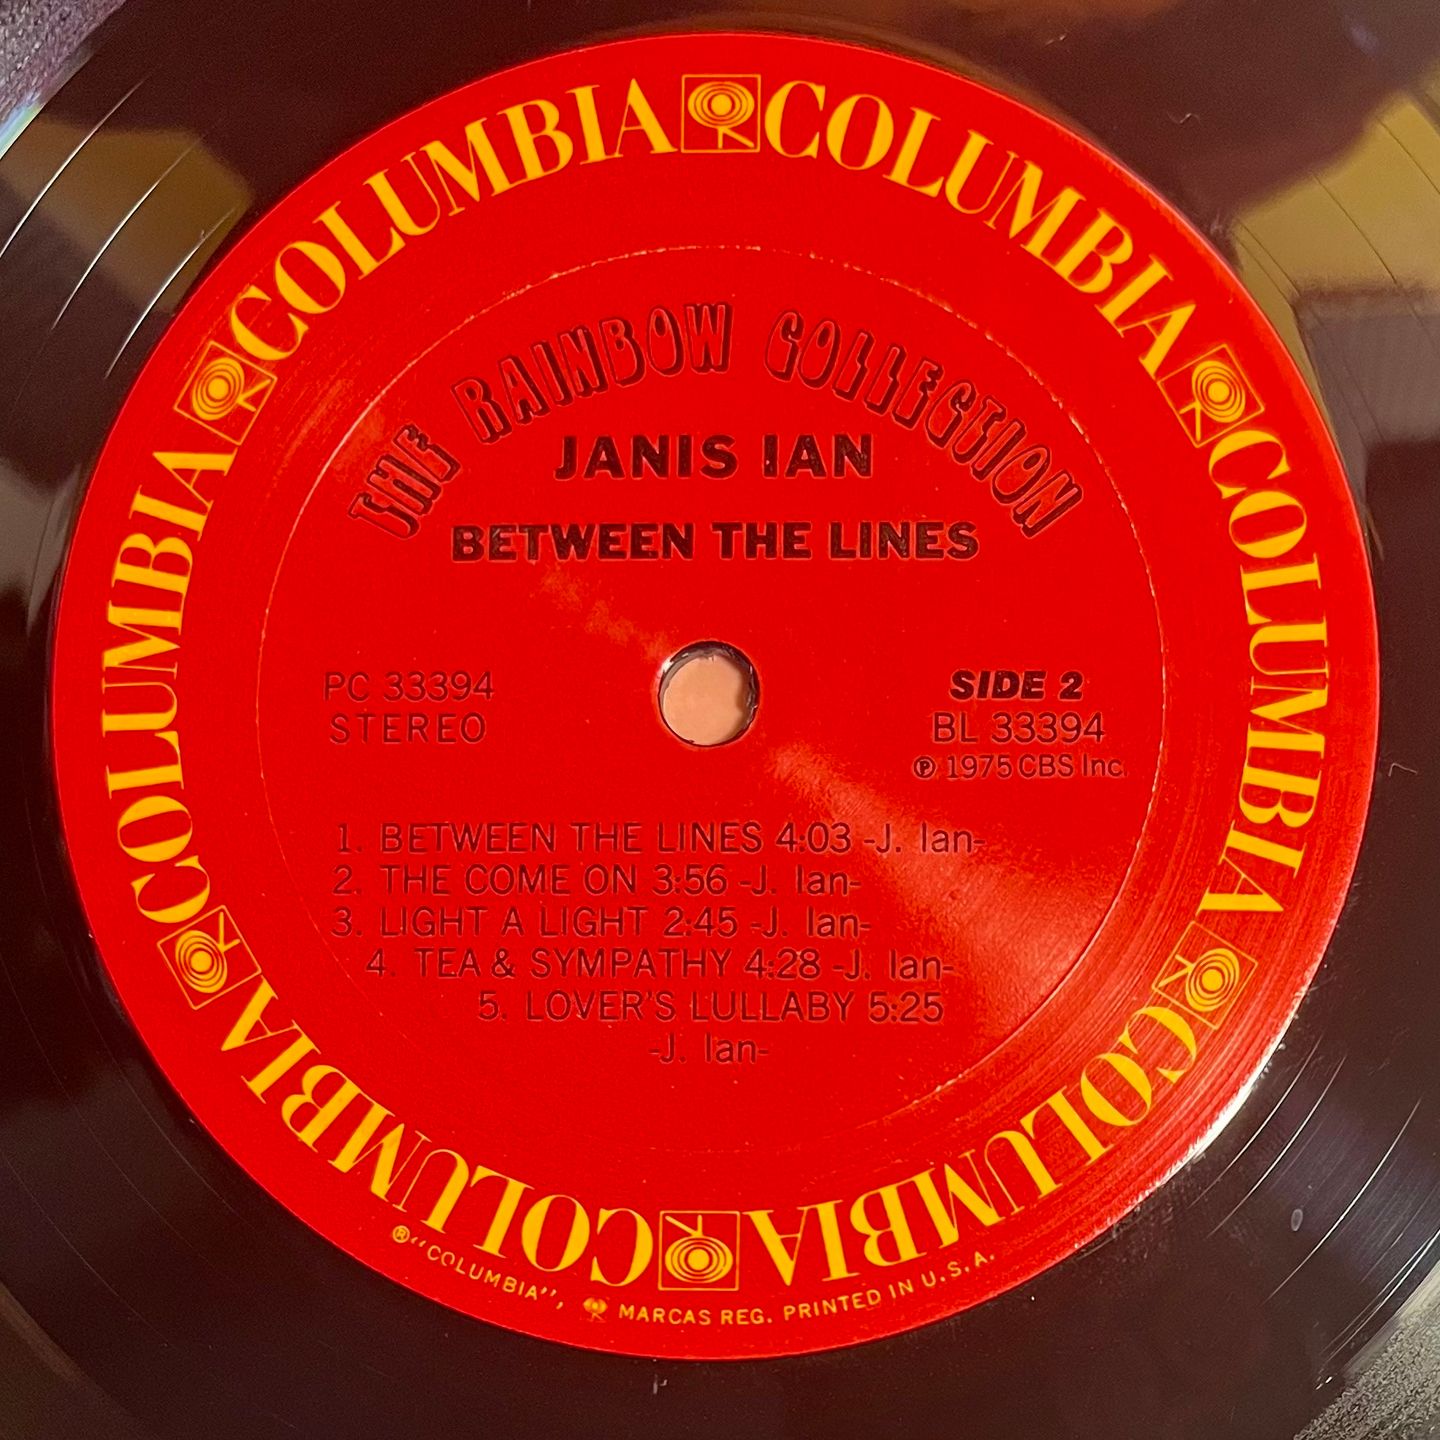 COLUMBIA COLUMBIA COLUMBIA COLUMBIA COLUMBIA COLUMBIA
THE RAINBOW COLLECTION
JANIS IAN
BETWEEN THE LINES
PC 33394
STEREO
SIDE 2
BL 33394
℗ 1975 CBS Inc.
1. BETWEEN THE LINES 4:03 -J. Ian-
2. THE COME ON 3:56 -J. Ian-
3. LIGHT A LIGHT 2:45 -J. Ian-
4. TEA & SYMPATHY 4:28 -J. Ian-
5. LOVER'S LULLABY 5:25
-J. Ian-
®"COLUMBIA", MARCAS REG. PRINTED IN U.S.A.